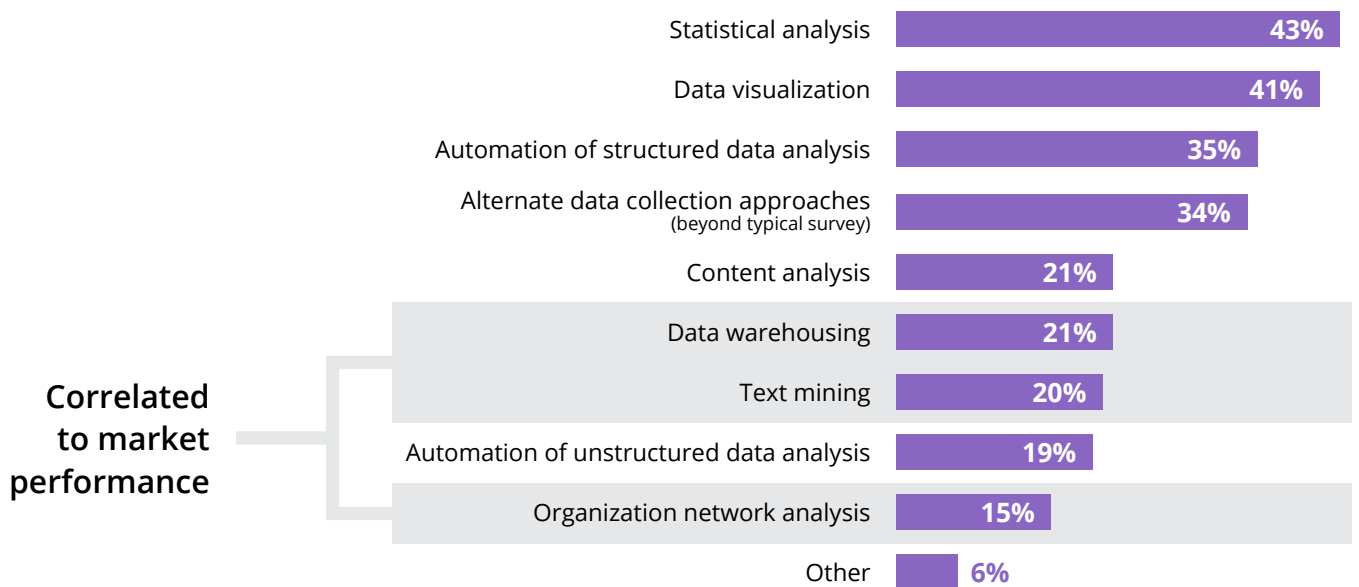 Statistical analysis 43%
Data visualization 41%
Automation of structured data analysis 35%
Alternate data collection approaches
(beyond typical survey) 34%
Content analysis 21%
Data warehousing 21%
Text mining 20%
Automation of unstructured data analysis 19%
Organization network analysis 15%
Other 6%
Correlated
to market
performance